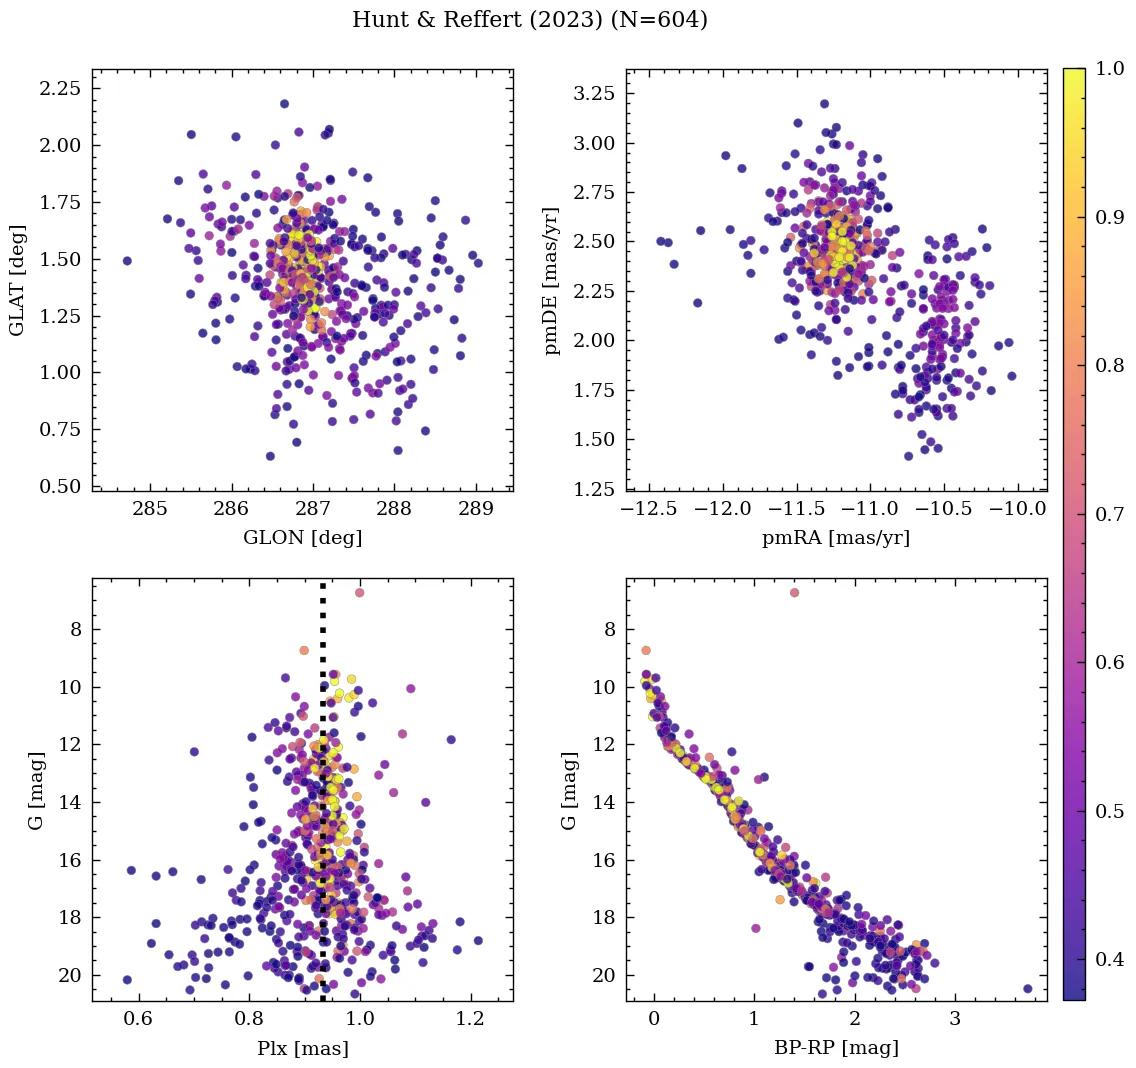 Hunt & Reffert (2023) (N=604)
2.25
2.00
1.75
1.50
1.25
1.00
0.75
0.50
GLAT [deg]
285 286 287 288 289
GLON [deg]
3.25
3.00
2.75
2.50
2.25
2.00
1.75
1.50
1.25
pmDE [mas/yr]
−12.5 −12.0 −11.5 −11.0 −10.5 −10.0
pmRA [mas/yr]
8
10
12
14
16
18
20
G [mag]
0.6 0.8 1.0 1.2
Plx [mas]
8
10
12
14
16
18
20
G [mag]
0 1 2 3
BP-RP [mag]
1.0
0.9
0.8
0.7
0.6
0.5
0.4